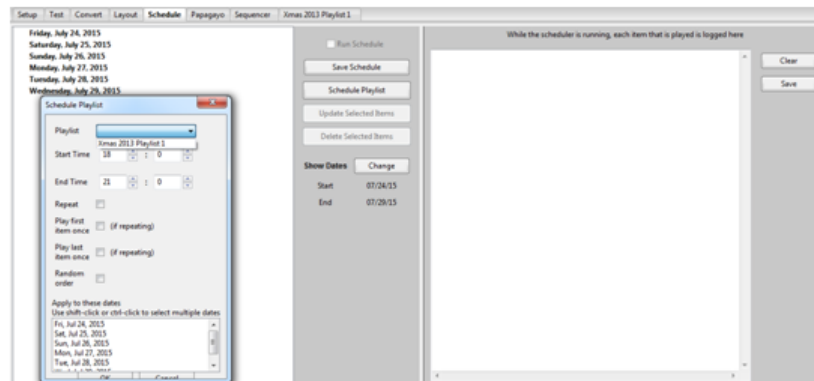 Setup Test Convert Layout Schedule Papagayo Sequencer Xmas 2013 Playlist 1
Friday, July 24, 2015
Saturday, July 25, 2015
Sunday, July 26, 2015
Monday, July 27, 2015
Tuesday, July 28, 2015
Wednesday, July 29, 2015
Schedule Playlist
Playlist
Xmas 2013 Playlist 1
Start Time 18 : 0
End Time 21 : 0
Repeat
Play first item once (if repeating)
Play last item once (if repeating)
Random order
Apply to these dates
Use shift-click or ctrl-click to select multiple dates
Fri, Jul 24, 2015
Sat, Jul 25, 2015
Sun, Jul 26, 2015
Mon, Jul 27, 2015
Tue, Jul 28, 2015
OK Cancel
Run Schedule
Save Schedule
Schedule Playlist
Update Selected Items
Delete Selected Items
Show Dates Change
Start 07/24/15
End 07/29/15
While the scheduler is running, each item that is played is logged here
Clear
Save